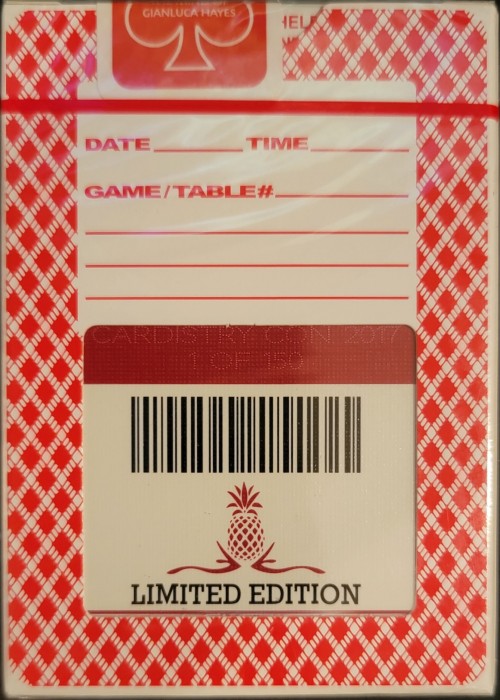 GIANLUCA HAYES
DATE TIME
GAME/TABLE#
CARDISTRY CON 2017
1 OF 150
LIMITED EDITION